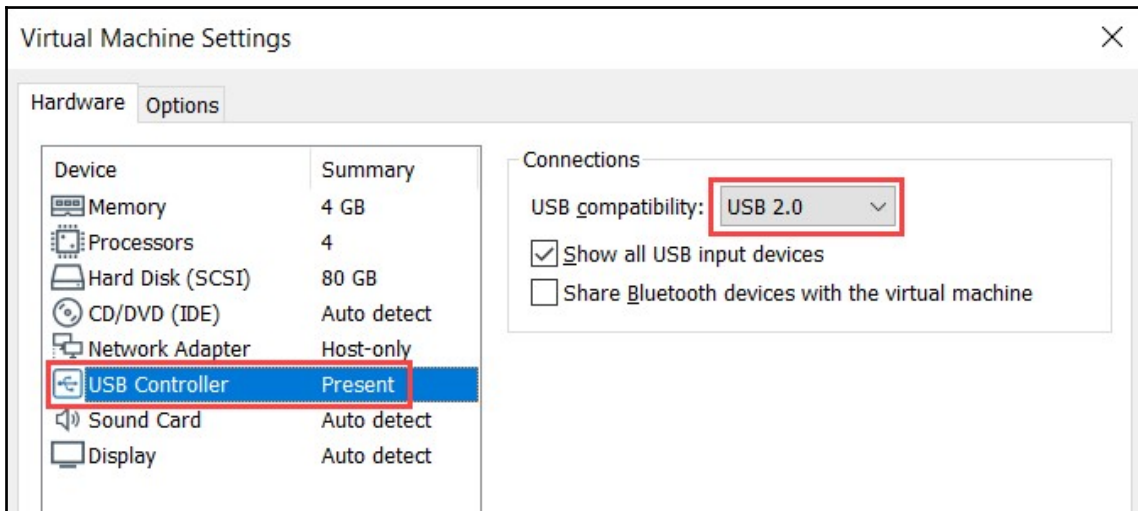 Virtual Machine Settings
Hardware Options
Device Summary
Memory 4 GB
Processors 4
Hard Disk (SCSI) 80 GB
CD/DVD (IDE) Auto detect
Network Adapter Host-only
USB Controller Present
Sound Card Auto detect
Display Auto detect
Connections
USB compatibility: USB 2.0
Show all USB input devices
Share Bluetooth devices with the virtual machine